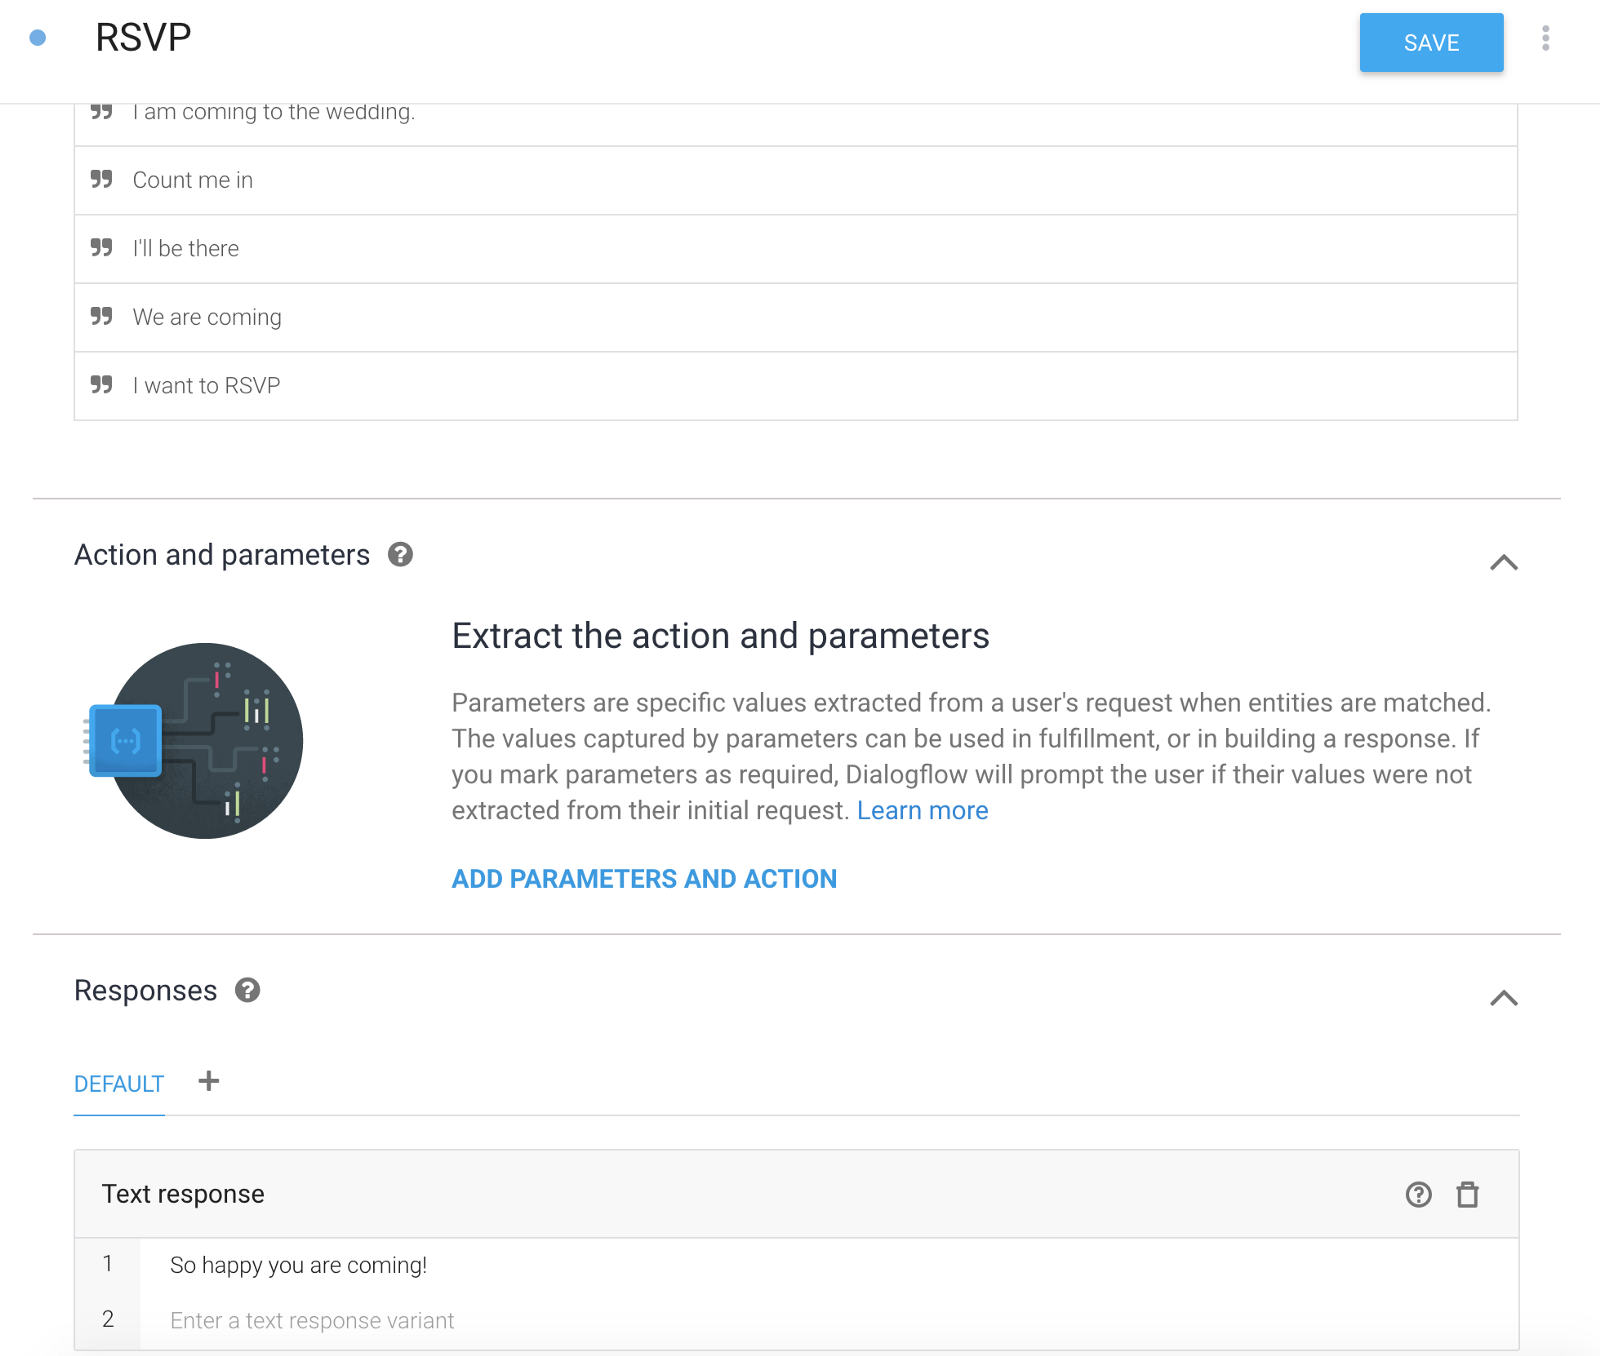 RSVP
SAVE
I am coming to the wedding.
Count me in
I'll be there
We are coming
I want to RSVP
Action and parameters
Extract the action and parameters
Parameters are specific values extracted from a user's request when entities are matched.
The values captured by parameters can be used in fulfillment, or in building a response. If
you mark parameters as required, Dialogflow will prompt the user if their values were not
extracted from their initial request. Learn more
ADD PARAMETERS AND ACTION
Responses
DEFAULT
Text response
1 So happy you are coming!
2 Enter a text response variant